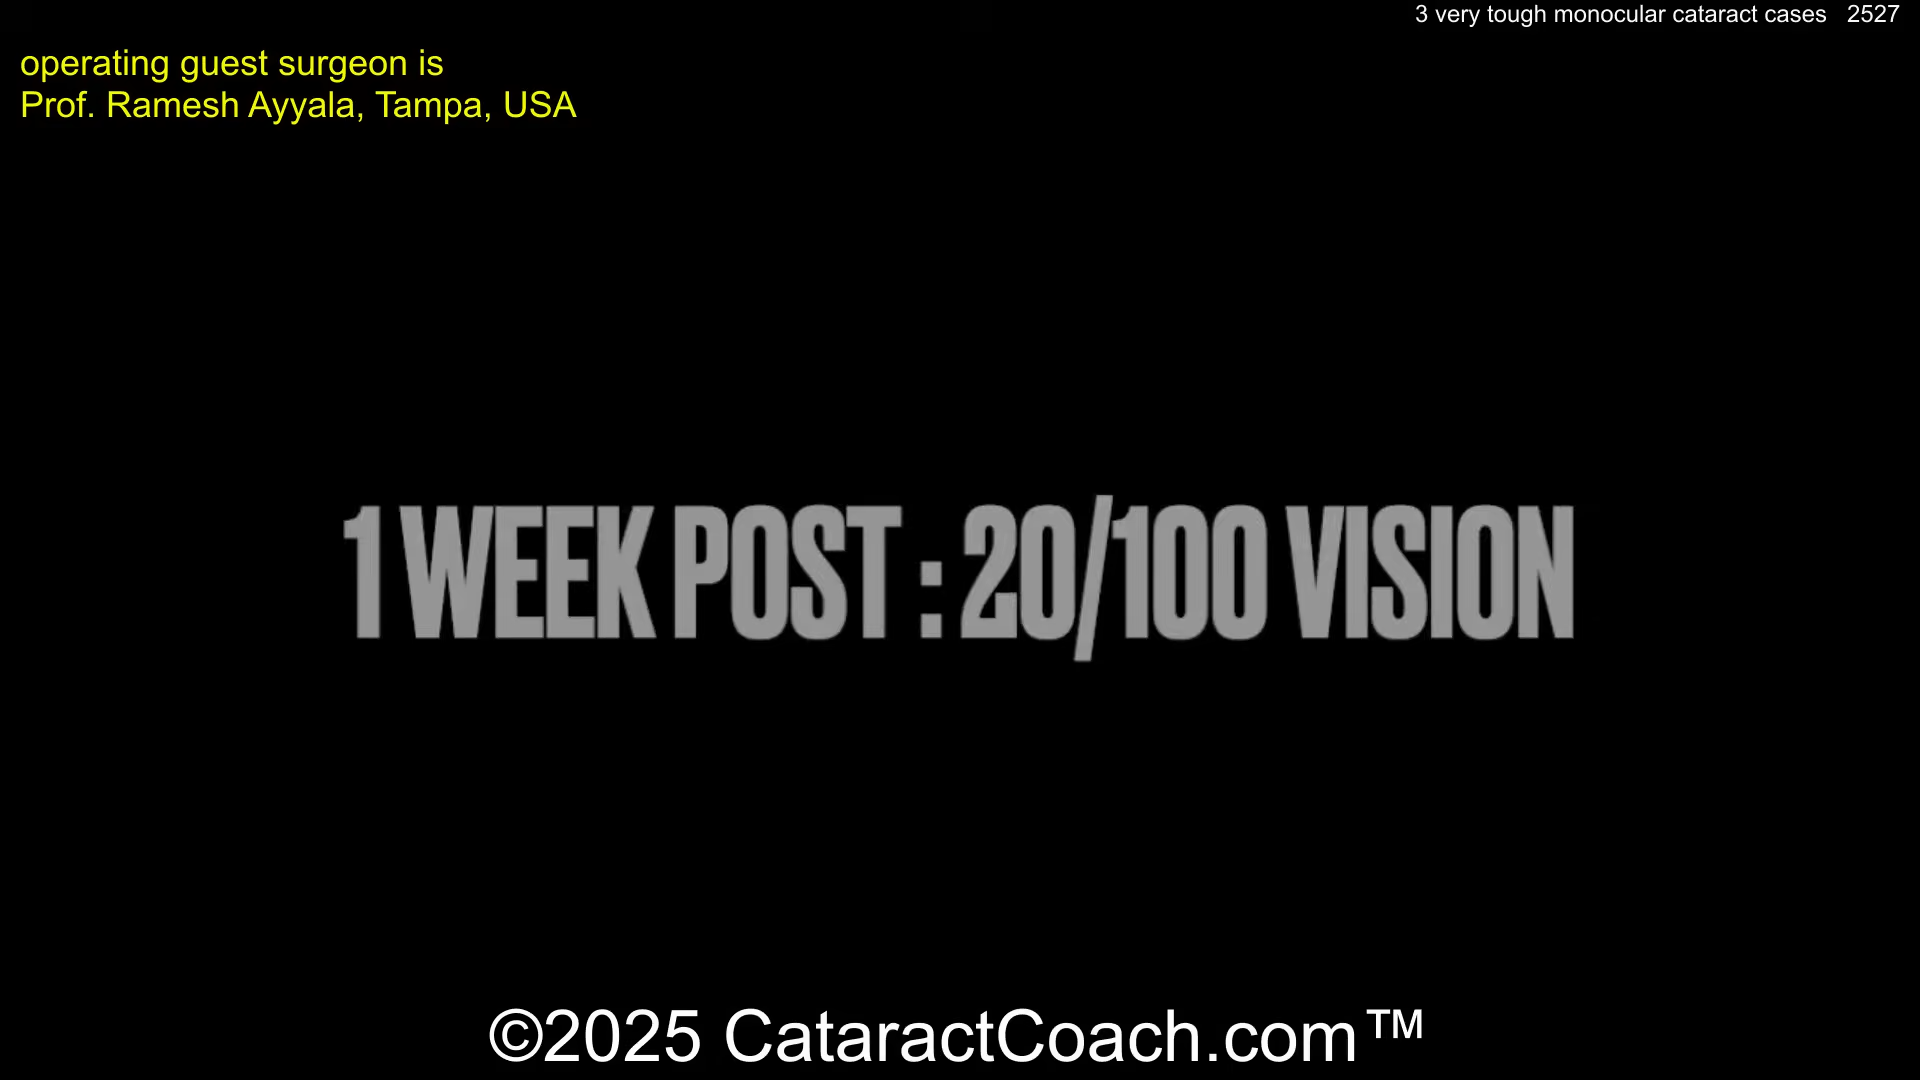 3 very tough monocular cataract cases 2527
operating guest surgeon is
Prof. Ramesh Ayyala, Tampa, USA
1 WEEK POST : 20/100 VISION
©2025 CataractCoach.com™